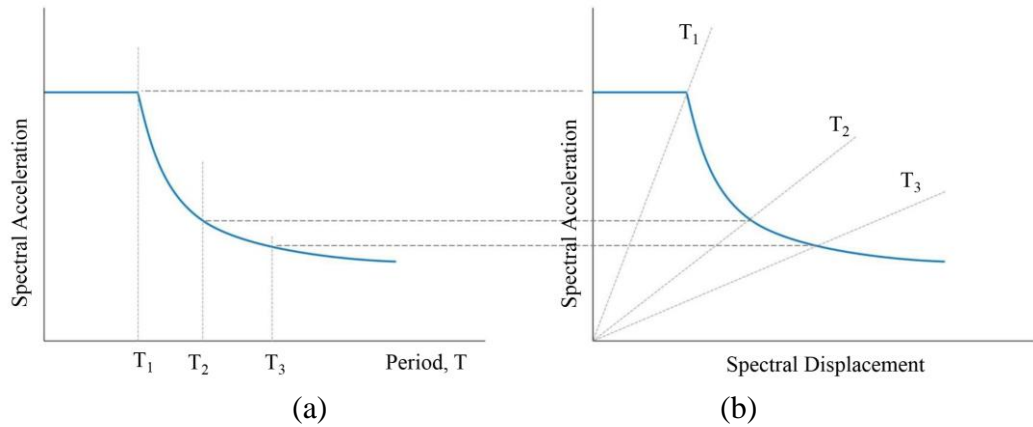 Spectral Acceleration
T1
T2
T3
Period, T
(a)
Spectral Acceleration
T1
T2
T3
Spectral Displacement
(b)